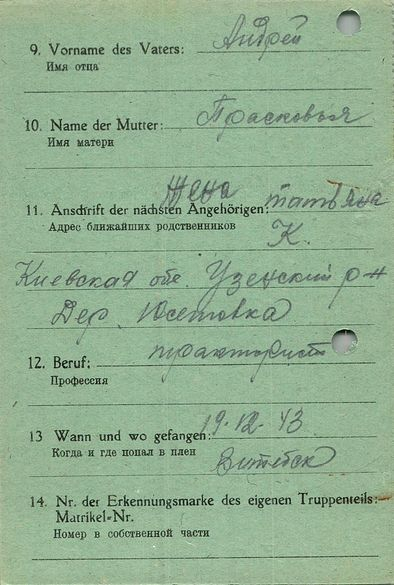 9. Vorname des Vaters: Андрей
Имя отца
10. Name der Mutter: Прасковья
Имя матери
Жена татьяна
11. Anschrift der nächsten Angehörigen:
Адрес ближайших родственников К.
Киевская обл. Узенский р-н
Дер.
12. Beruf: тракторист
Профессия
13 Wann und wo gefangen: 19.12.43
Когда и где попал в плен Витебск
14. Nr. der Erkennungsmarke des eigenen Truppenteils:
Matrikel-Nr.
Номер в собственной части